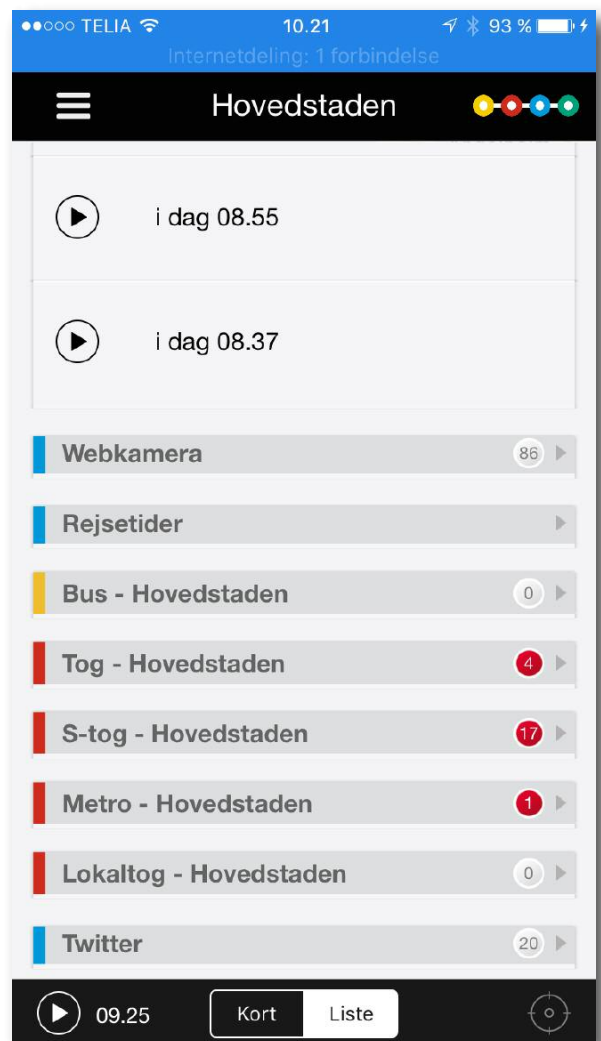 TELIA 10.21 93 %
Internetdeling: 1 forbindelse
Hovedstaden
i dag 08.55
i dag 08.37
Webkamera 86
Rejsetider
Bus - Hovedstaden 0
Tog - Hovedstaden 4
S-tog - Hovedstaden 17
Metro - Hovedstaden 1
Lokaltog - Hovedstaden 0
Twitter 20
09.25 Kort Liste